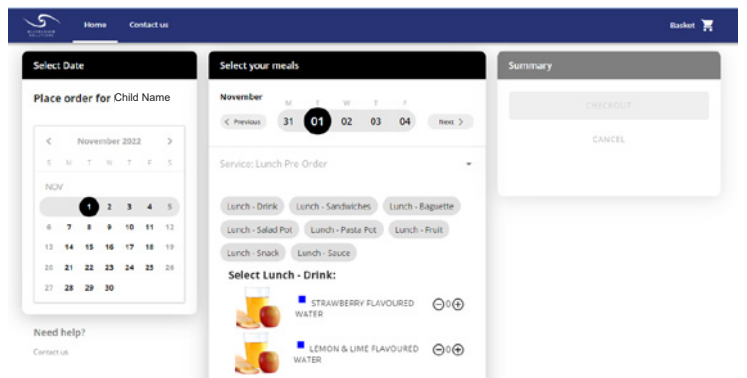 Home Contact us Basket
Select Date
Place order for Child Name
November 2022
S M T W T F S
NOV
1 2 3 4 5
6 7 8 9 10 11 12
13 14 15 16 17 18 19
20 21 22 23 24 25 26
27 28 29 30
Need help?
Contact us
Select your meals
November
M T W T F
Previous 31 01 02 03 04 Next
Service: Lunch Pre Order
Lunch - Drink Lunch - Sandwiches Lunch - Baguette
Lunch - Salad Pot Lunch - Pasta Pot Lunch - Fruit
Lunch - Snack Lunch - Sauce
Select Lunch - Drink:
STRAWBERRY FLAVOURED
WATER
0
LEMON & LIME FLAVOURED
WATER
0
Summary
CHECKOUT
CANCEL